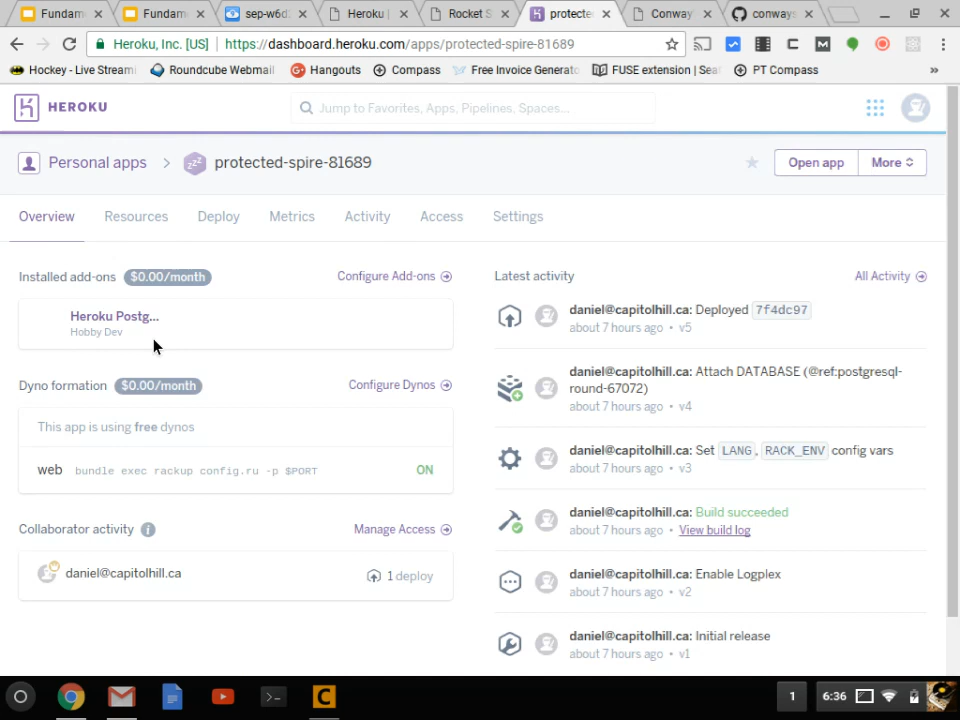 Fundam
Fundam
sep-w6d
Heroku |
Rocket S
protecte
Conway
conways
Heroku, Inc. [US] https://dashboard.heroku.com/apps/protected-spire-81689
Hockey - Live Streami
Roundcube Webmail
Hangouts
Compass
Free Invoice Generato
FUSE extension | Seaf
PT Compass
»
HEROKU
Jump to Favorites, Apps, Pipelines, Spaces...
Personal apps > protected-spire-81689
Open app
More
Overview
Resources
Deploy
Metrics
Activity
Access
Settings
Installed add-ons $0.00/month
Configure Add-ons
Heroku Postg...
Hobby Dev
Dyno formation $0.00/month
Configure Dynos
This app is using free dynos
web bundle exec rackup config.ru -p $PORT ON
Collaborator activity
Manage Access
daniel@capitolhill.ca
1 deploy
Latest activity
All Activity
daniel@capitolhill.ca: Deployed 7f4dc97
about 7 hours ago • v5
daniel@capitolhill.ca: Attach DATABASE (@ref:postgresql-
round-67072)
about 7 hours ago • v4
daniel@capitolhill.ca: Set LANG, RACK_ENV config vars
about 7 hours ago • v3
daniel@capitolhill.ca: Build succeeded
about 7 hours ago • View build log
daniel@capitolhill.ca: Enable Logplex
about 7 hours ago • v2
daniel@capitolhill.ca: Initial release
about 7 hours ago • v1
1
6:36